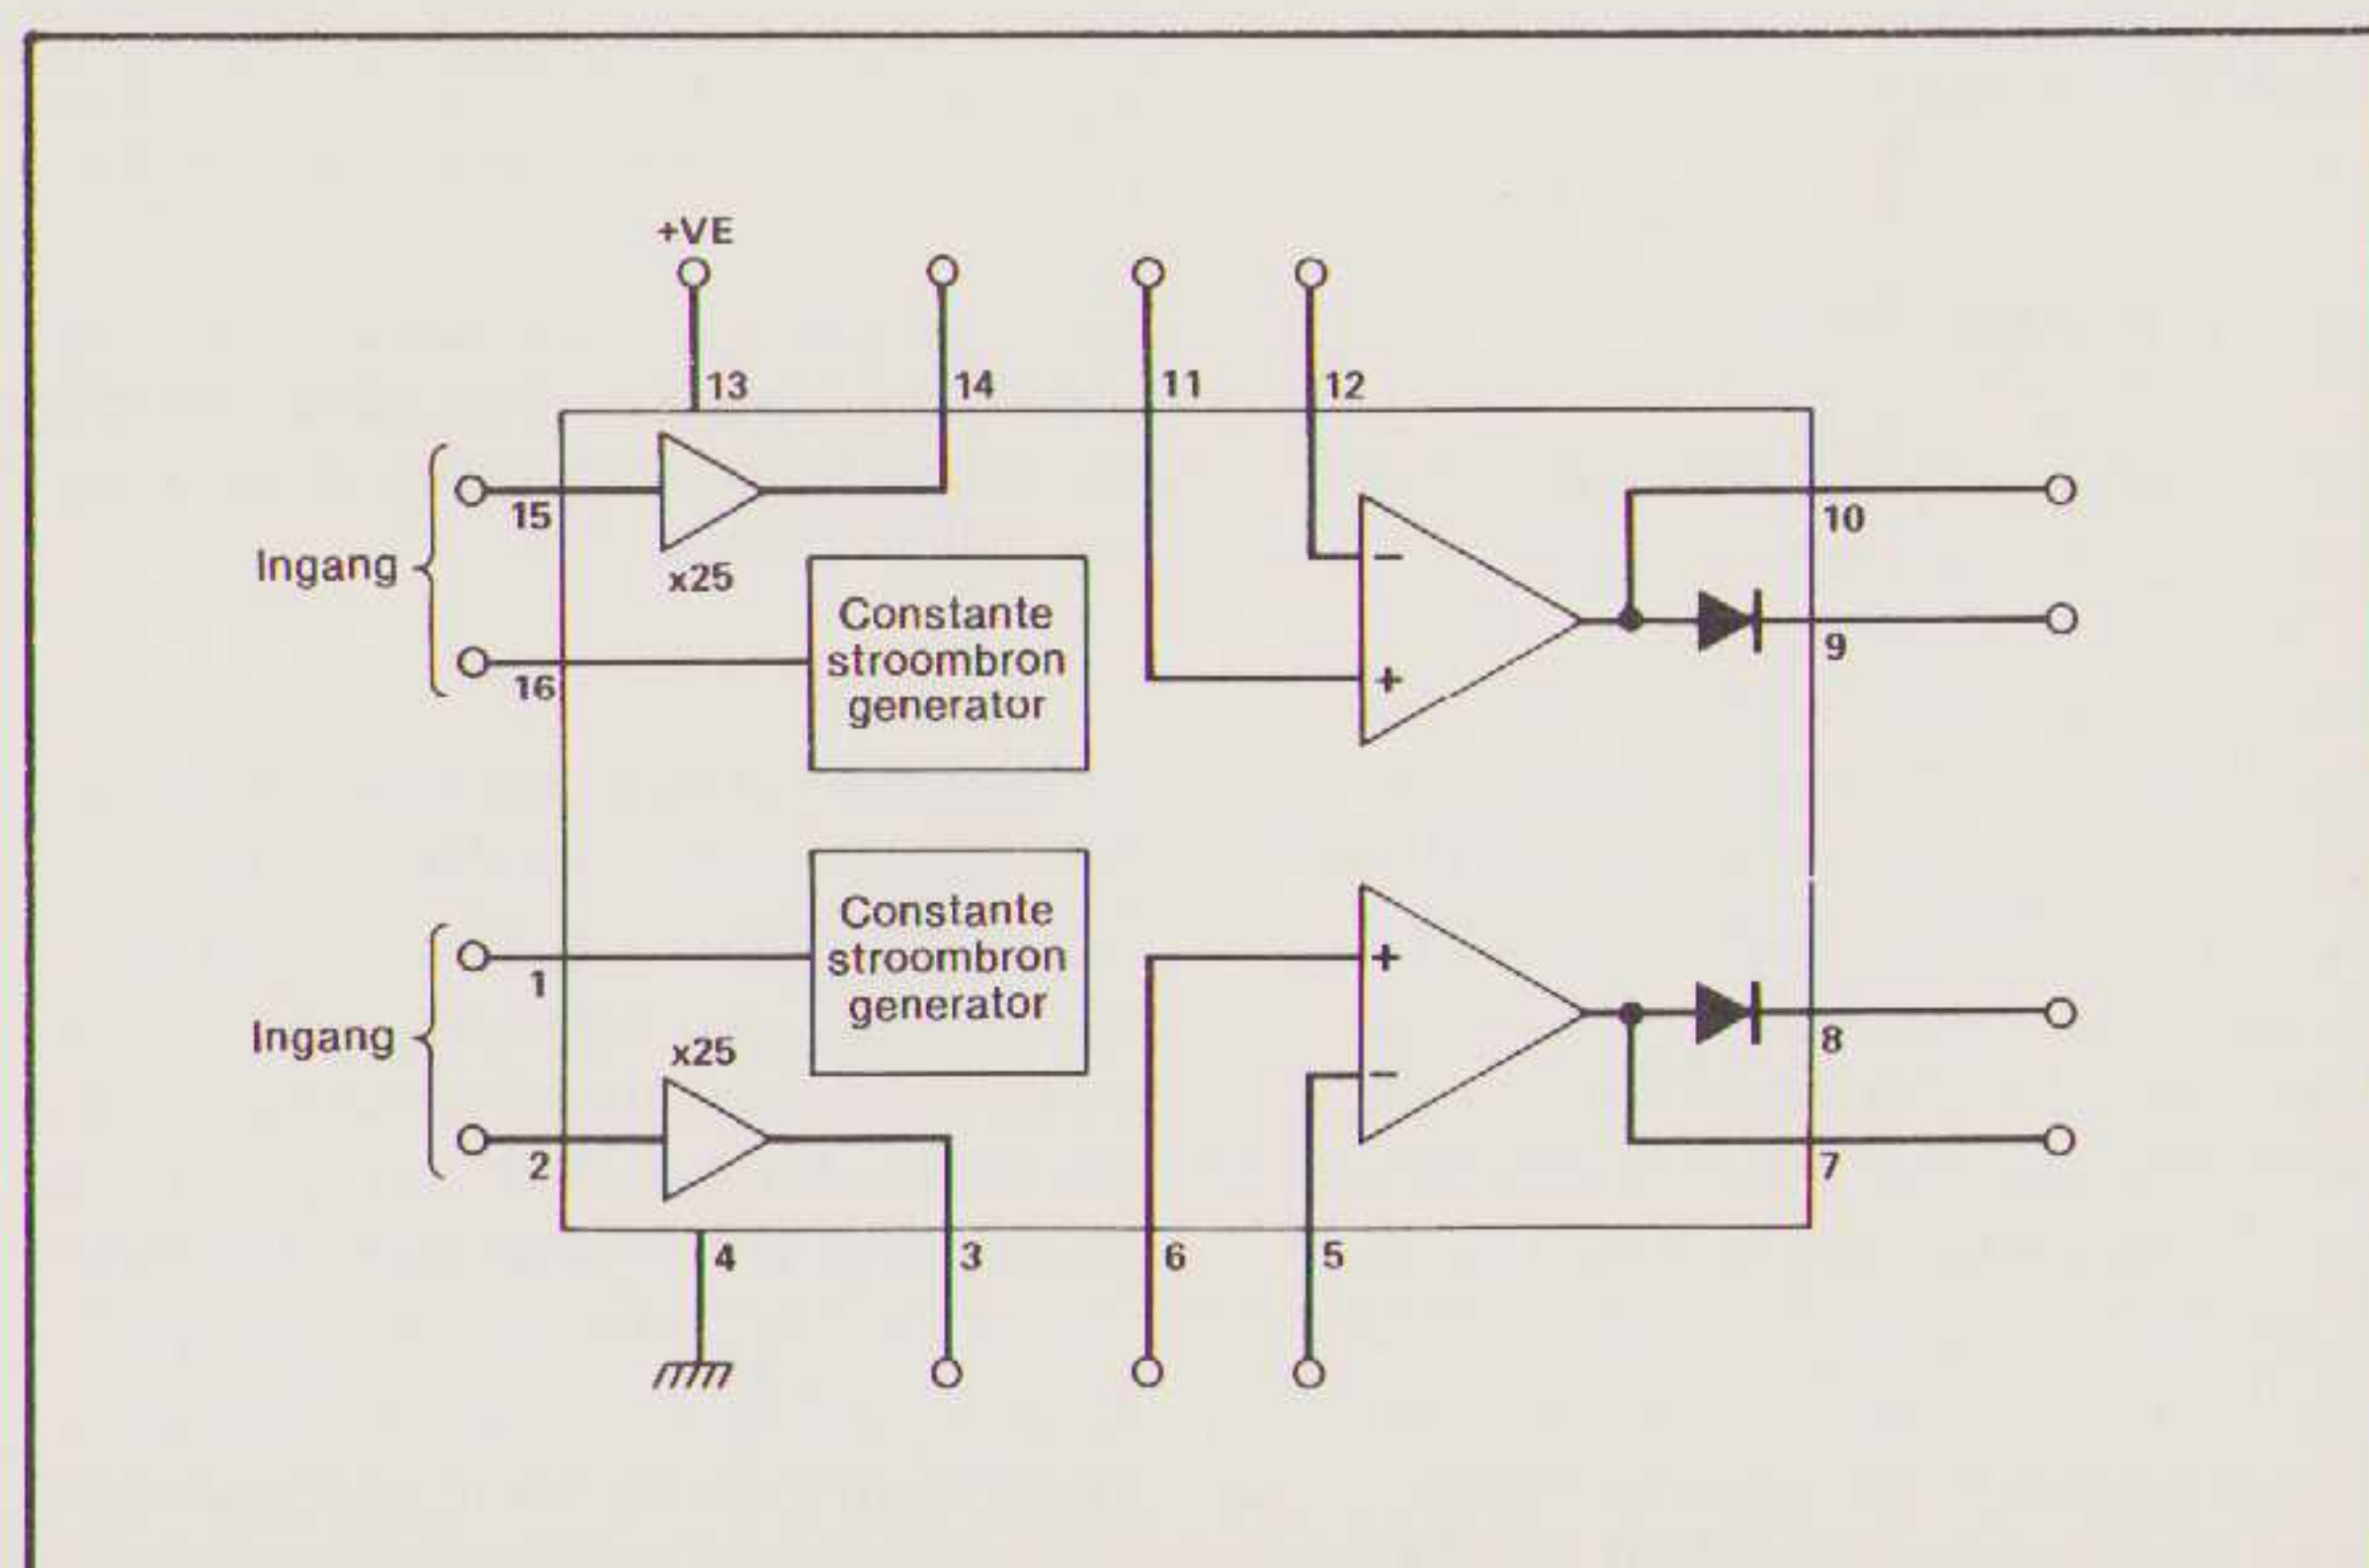 +VE
13
14
11
12
15
10
Ingang
x25
Constante
stroombron
generator
9
16
−
+
Constante
stroombron
generator
1
Ingang
x25
+
−
8
2
7
4
3
6
5